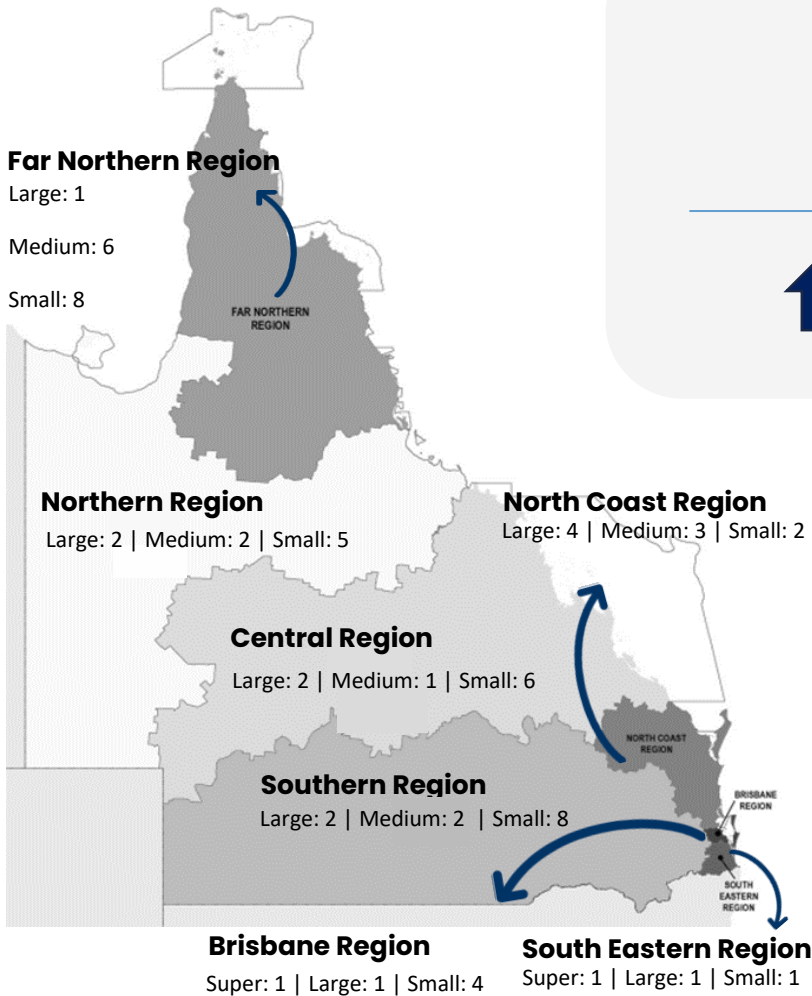 Far Northern Region
Large: 1
Medium: 6
Small: 8
FAR NORTHERN
REGION
Northern Region
Large: 2 | Medium: 2 | Small: 5
North Coast Region
Large: 4 | Medium: 3 | Small: 2
Central Region
Large: 2 | Medium: 1 | Small: 6
NORTH COAST
REGION
Southern Region
Large: 2 | Medium: 2 | Small: 8
BRISBANE
REGION
SOUTH
EASTERN
REGION
Brisbane Region
Super: 1 | Large: 1 | Small: 4
South Eastern Region
Super: 1 | Large: 1 | Small: 1